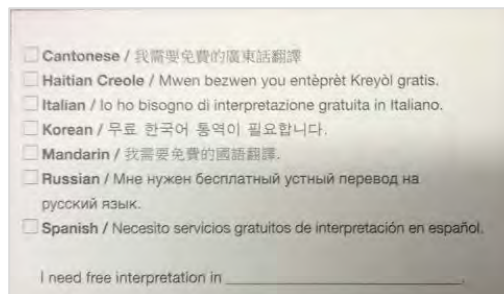 Cantonese / 我需要免費的廣東話翻譯
Haitian Creole / Mwen bezwen you entèprèt Kreyòl gratis.
Italian / Io ho bisogno di interpretazione gratuita in Italiano.
Korean / 무료 한국어 통역이 필요합니다.
Mandarin / 我需要免費的國語翻譯.
Russian / Мне нужен бесплатный устный перевод на
русский язык.
Spanish / Necesito servicios gratuitos de interpretación en español.
I need free interpretation in ______________________________.